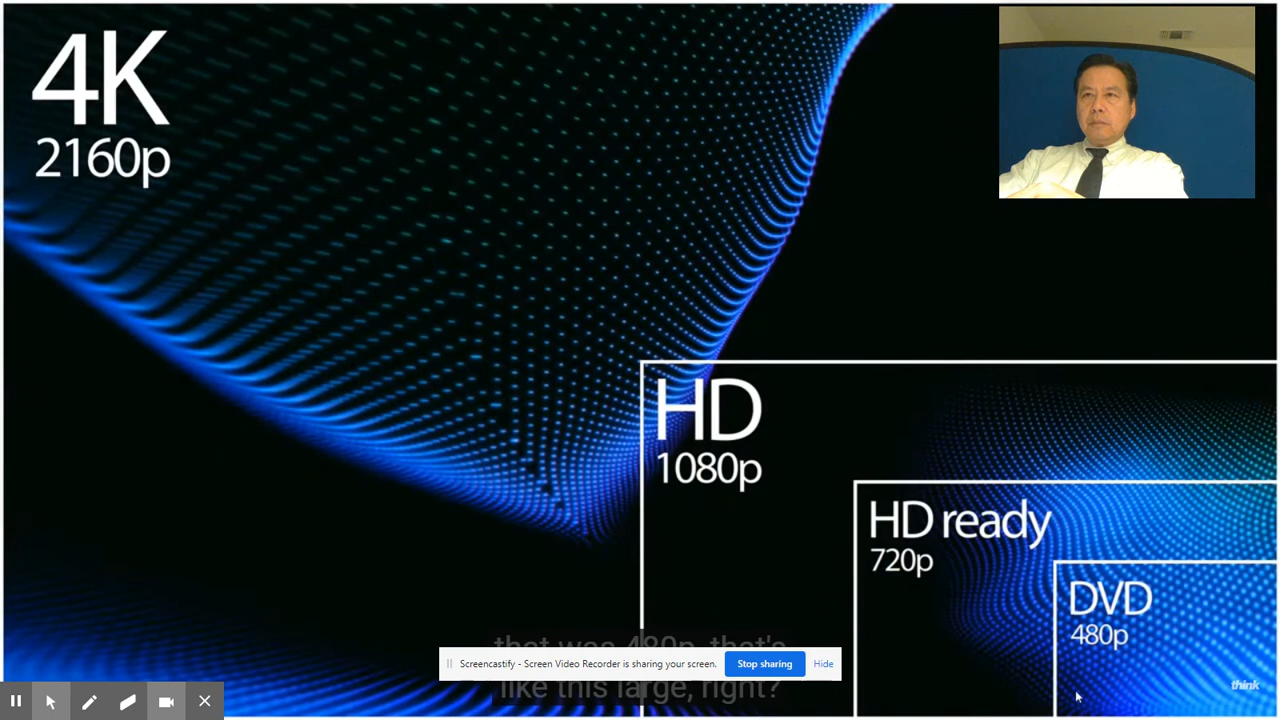 4K
2160p
HD
1080p
HD ready
720p
DVD
480p
that was 480p, that's
Screencastify - Screen Video Recorder is sharing your screen.
Stop sharing
Hide
like this large, right?
think